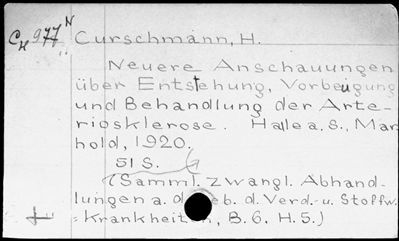 CH 977 N Curschmann, H.
Neuere Anschauungen
über Entstehung, Vorbeugung
und Behandlung der Arte-
riosklerose. Halle a. S., Mar-
hold, 1920.
51 S.
(Samml. zwangl. Abhand-
lungen a. d. Geb. d. Verd.- u. Stoffw.
-Krankheiten, B. 6. H. 5.)